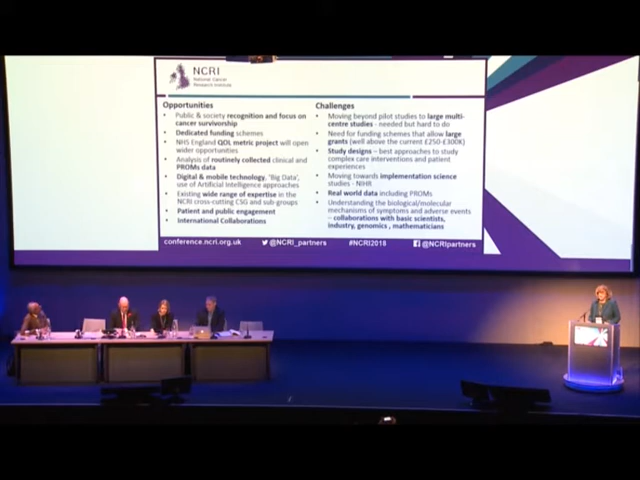 NCRI
National Cancer
Research Institute
Opportunities
• Public & society recognition and focus on
cancer survivorship
• Dedicated funding schemes
• NHS England QOL metric project will open
wider opportunities
• Analysis of routinely collected clinical and
PROMs data
• Digital & mobile technology, "Big Data",
use of Artificial Intelligence approaches
• Existing wide range of expertise in the
NCRI cross-cutting CSG and sub-groups
• Patient and public engagement
• International Collaborations
Challenges
• Moving beyond pilot studies to large multi-
centre studies - needed but hard to do
• Need for funding schemes that allow large
grants (well above the current £250-£300K)
• Study designs – best approaches to study
complex care interventions and patient
experiences
• Moving towards implementation science
studies - NIHR
• Real world data including PROMs
• Understanding the biological/molecular
mechanisms of symptoms and adverse events
– collaborations with basic scientists,
industry, genomics , mathematicians
conference.ncri.org.uk @NCRI_partners #NCRI2018 @NCRIpartners